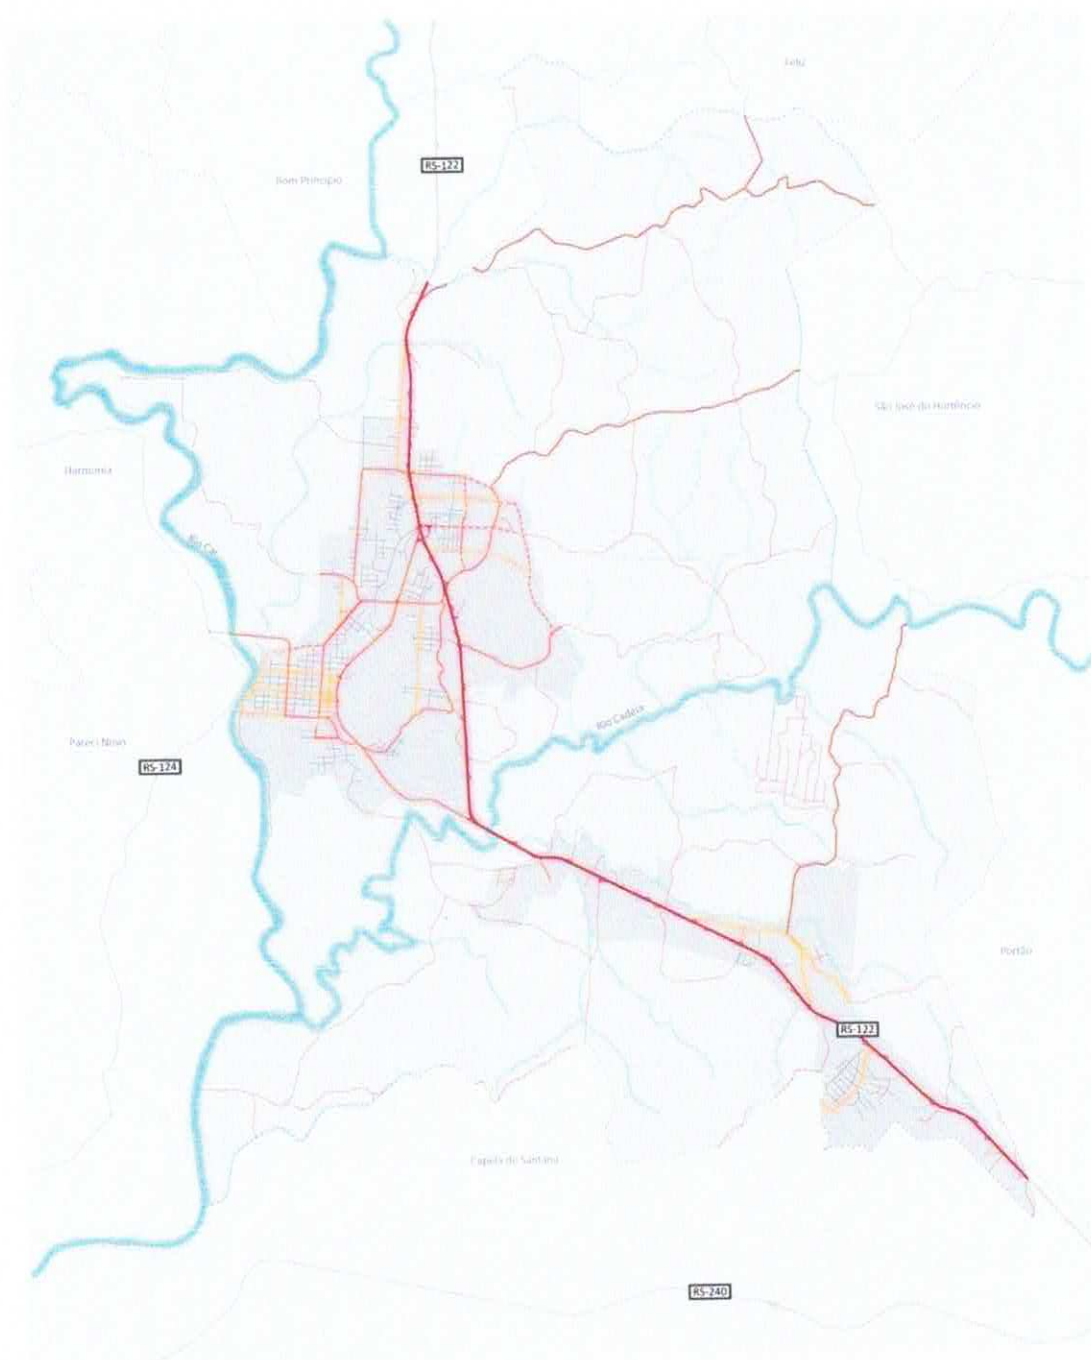 Feliz
RS-122
Bom Princípio
São José do Hortêncio
Harmonia
Rio Caí
Rio Cadeia
Pareci Novo
RS-124
Portão
RS-122
Capela de Santana
RS-240